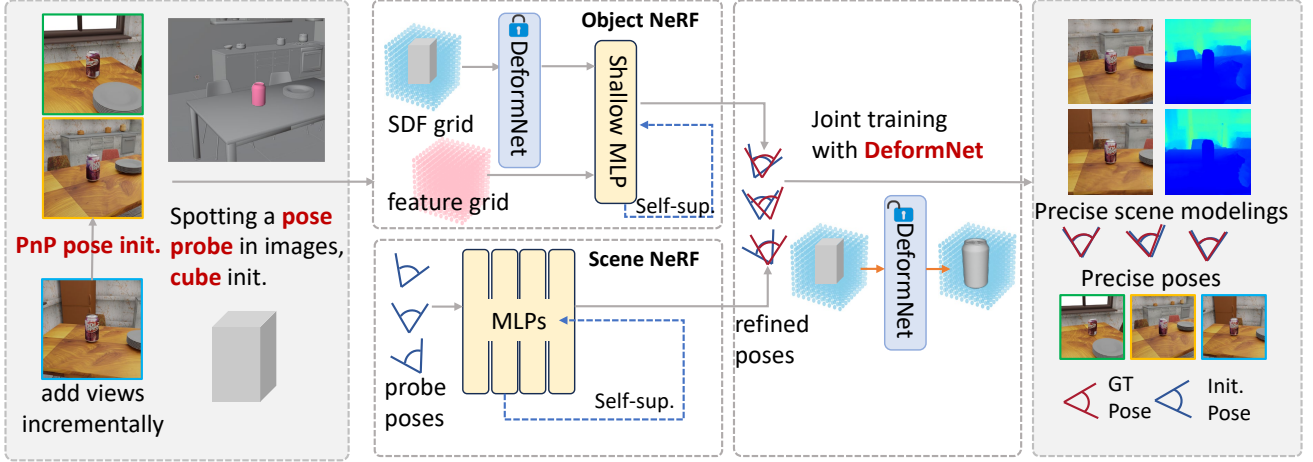 PnP pose init.
Spotting a pose
probe in images,
cube init.
add views
incrementally
Object NeRF
SDF grid
DeformNet
Shallow MLP
feature grid
Self-sup.
Scene NeRF
MLPs
probe
poses
Self-sup.
Joint training
with DeformNet
refined
poses
DeformNet
Precise scene modelings
Precise poses
GT
Pose
Init.
Pose